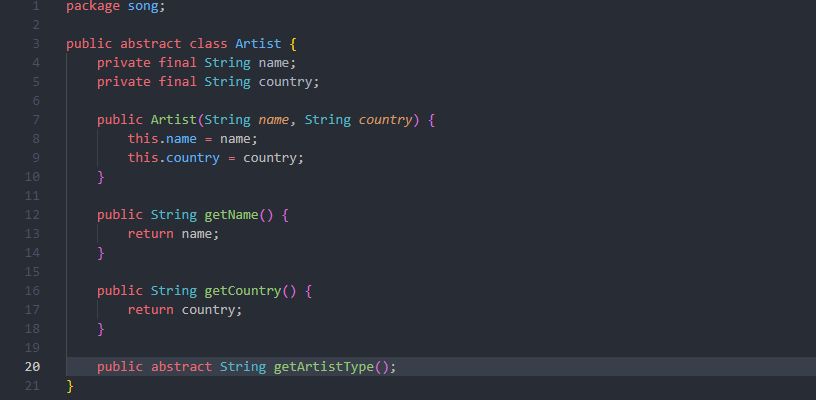 1 package song;
2
3 public abstract class Artist {
4     private final String name;
5     private final String country;
6
7     public Artist(String name, String country) {
8         this.name = name;
9         this.country = country;
10     }
11
12     public String getName() {
13         return name;
14     }
15
16     public String getCountry() {
17         return country;
18     }
19
20     public abstract String getArtistType();
21 }